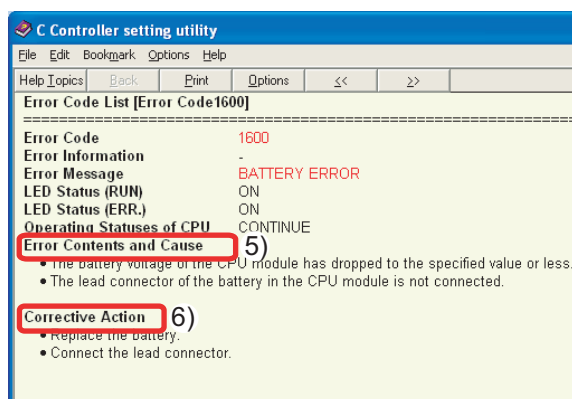 C Controller setting utility
File Edit Bookmark Options Help
Help Topics Back Print Options << >>
Error Code List [Error Code1600]
Error Code 1600
Error Information -
Error Message BATTERY ERROR
LED Status (RUN) ON
LED Status (ERR.) ON
Operating Statuses of CPU CONTINUE
Error Contents and Cause 5)
• The battery voltage of the CPU module has dropped to the specified value or less.
• The lead connector of the battery in the CPU module is not connected.
Corrective Action 6)
• Replace the battery.
• Connect the lead connector.